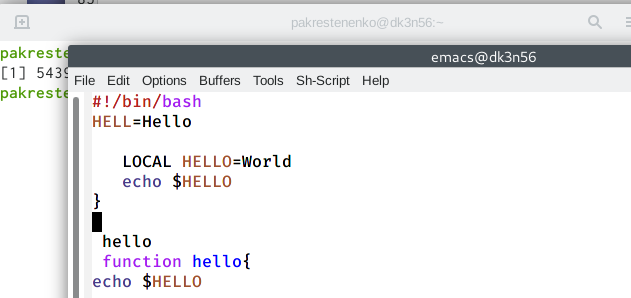 pakrestenenko@dk3n56:~
pakreste
[1] 5439
pakreste
emacs@dk3n56
File Edit Options Buffers Tools Sh-Script Help
#!/bin/bash
HELL=Hello
LOCAL HELLO=World
echo $HELLO
}
hello
function hello{
echo $HELLO